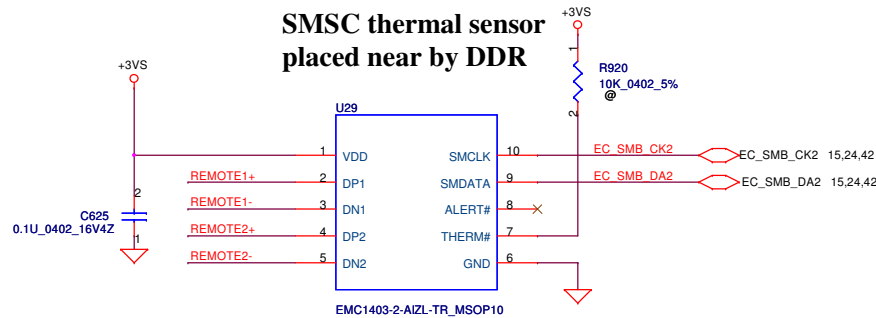 SMSC thermal sensor
placed near by DDR
+3VS
+3VS
1
R920
10K_0402_5%
@
2
U29
1 VDD SMCLK 10 EC_SMB_CK2 EC_SMB_CK2 15,24,42
REMOTE1+ 2 DP1 SMDATA 9 EC_SMB_DA2 EC_SMB_DA2 15,24,42
REMOTE1- 3 DN1 ALERT# 8
REMOTE2+ 4 DP2 THERM# 7
REMOTE2- 5 DN2 GND 6
2
C625
0.1U_0402_16V4Z
1
EMC1403-2-AIZL-TR_MSOP10